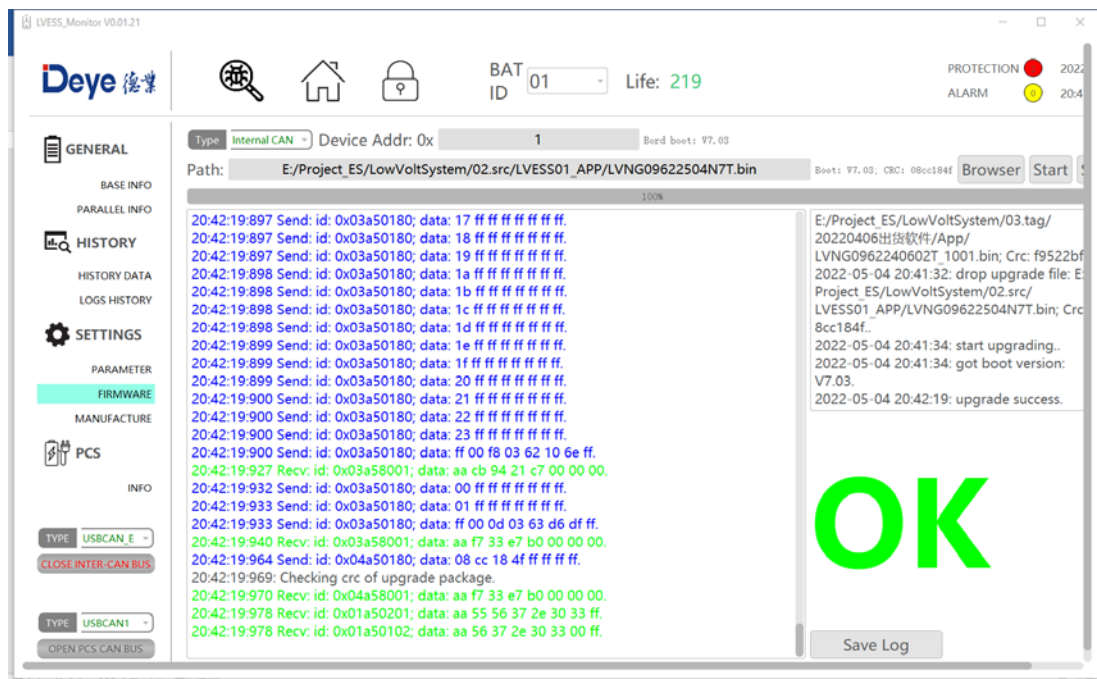 LVESS_Monitor V0.01.21
Deye 德業
BAT ID 01
Life: 219
PROTECTION
2022
ALARM
0
20:4
GENERAL
BASE INFO
PARALLEL INFO
HISTORY
HISTORY DATA
LOGS HISTORY
SETTINGS
PARAMETER
FIRMWARE
MANUFACTURE
PCS
INFO
TYPE USBCAN_E
CLOSE INTER-CAN BUS
TYPE USBCAN1
OPEN PCS CAN BUS
Type Internal CAN Device Addr: 0x 1 Bord boot: V7.03
Path: E:/Project_ES/LowVoltSystem/02.src/LVESS01_APP/LVNG09622504N7T.bin Boot: V7.03; CRC: 08cc184f Browser Start S
100%
20:42:19:897 Send: id: 0x03a50180; data: 17 ff ff ff ff ff ff ff.
20:42:19:897 Send: id: 0x03a50180; data: 18 ff ff ff ff ff ff ff.
20:42:19:897 Send: id: 0x03a50180; data: 19 ff ff ff ff ff ff ff.
20:42:19:898 Send: id: 0x03a50180; data: 1a ff ff ff ff ff ff ff.
20:42:19:898 Send: id: 0x03a50180; data: 1b ff ff ff ff ff ff ff.
20:42:19:898 Send: id: 0x03a50180; data: 1c ff ff ff ff ff ff ff.
20:42:19:898 Send: id: 0x03a50180; data: 1d ff ff ff ff ff ff ff.
20:42:19:899 Send: id: 0x03a50180; data: 1e ff ff ff ff ff ff ff.
20:42:19:899 Send: id: 0x03a50180; data: 1f ff ff ff ff ff ff ff.
20:42:19:899 Send: id: 0x03a50180; data: 20 ff ff ff ff ff ff ff.
20:42:19:900 Send: id: 0x03a50180; data: 21 ff ff ff ff ff ff ff.
20:42:19:900 Send: id: 0x03a50180; data: 22 ff ff ff ff ff ff ff.
20:42:19:900 Send: id: 0x03a50180; data: 23 ff ff ff ff ff ff ff.
20:42:19:900 Send: id: 0x03a50180; data: ff 00 f8 03 62 10 6e ff.
20:42:19:927 Recv: id: 0x03a58001; data: aa cb 94 21 c7 00 00 00.
20:42:19:932 Send: id: 0x03a50180; data: 00 ff ff ff ff ff ff ff.
20:42:19:933 Send: id: 0x03a50180; data: 01 ff ff ff ff ff ff ff.
20:42:19:933 Send: id: 0x03a50180; data: ff 00 0d 03 63 d6 df ff.
20:42:19:940 Recv: id: 0x03a58001; data: aa f7 33 e7 b0 00 00 00.
20:42:19:964 Send: id: 0x04a50180; data: 08 cc 18 4f ff ff ff ff.
20:42:19:969: Checking crc of upgrade package.
20:42:19:970 Recv: id: 0x04a58001; data: aa f7 33 e7 b0 00 00 00.
20:42:19:978 Recv: id: 0x01a50201; data: aa 55 56 37 2e 30 33 ff.
20:42:19:978 Recv: id: 0x01a50102; data: aa 56 37 2e 30 33 00 ff.
E:/Project_ES/LowVoltSystem/03.tag/
20220406出货软件/App/
LVNG0962240602T_1001.bin; Crc: f9522bf
2022-05-04 20:41:32: drop upgrade file: E:
Project_ES/LowVoltSystem/02.src/
LVESS01_APP/LVNG09622504N7T.bin; Crc
8cc184f..
2022-05-04 20:41:34: start upgrading..
2022-05-04 20:41:34: got boot version:
V7.03.
2022-05-04 20:42:19: upgrade success.
OK
Save Log